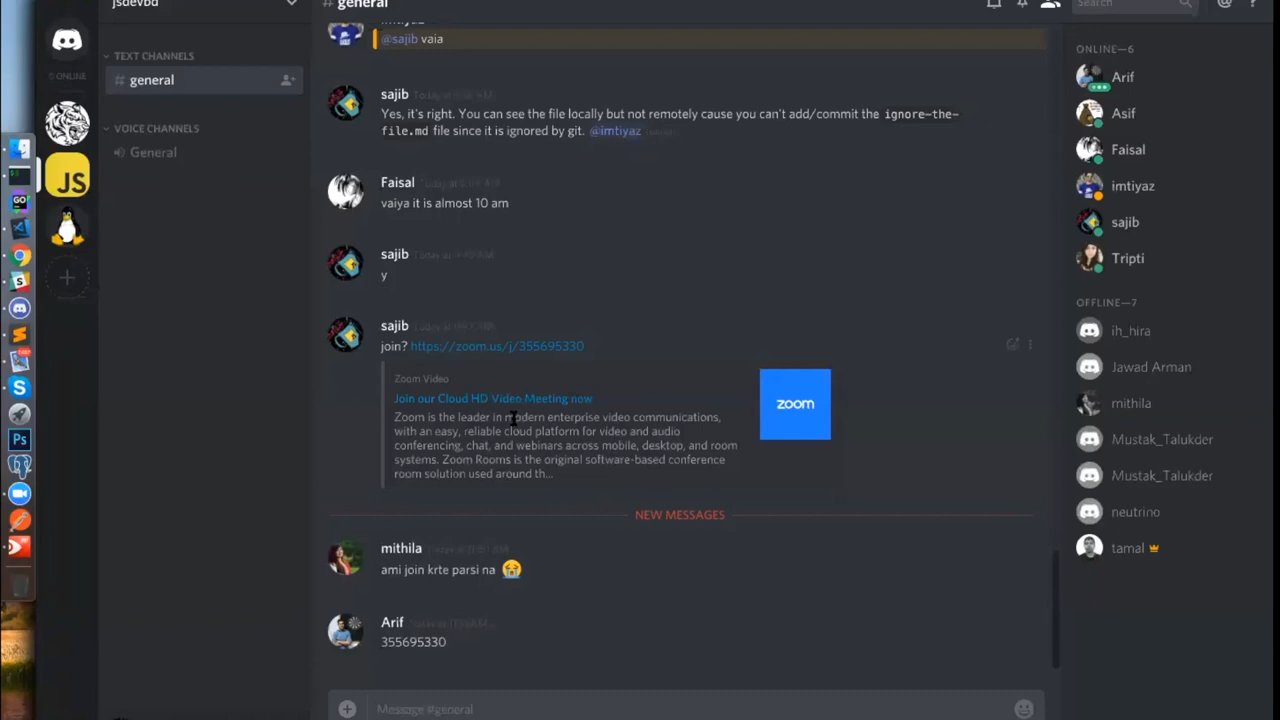 jsdevbd
# general
Search
0 ONLINE
JS
GO
Ps
TEXT CHANNELS
# general
VOICE CHANNELS
General
@sajib vaia
sajib
Yes, it's right. You can see the file locally but not remotely cause you can't add/commit the ignore-the-
file.md file since it is ignored by git. @imtiyaz (edited)
Faisal
vaiya it is almost 10 am
sajib
y
sajib
join? https://zoom.us/j/355695330
Zoom Video
Join our Cloud HD Video Meeting now
Zoom is the leader in modern enterprise video communications,
with an easy, reliable cloud platform for video and audio
conferencing, chat, and webinars across mobile, desktop, and room
systems. Zoom Rooms is the original software-based conference
room solution used around th...
zoom
NEW MESSAGES
mithila
ami join krte parsi na
Arif
355695330
Message #general
ONLINE—6
Arif
Asif
Faisal
imtiyaz
sajib
Tripti
OFFLINE—7
ih_hira
Jawad Arman
mithila
Mustak_Talukder
Mustak_Talukder
neutrino
tamal